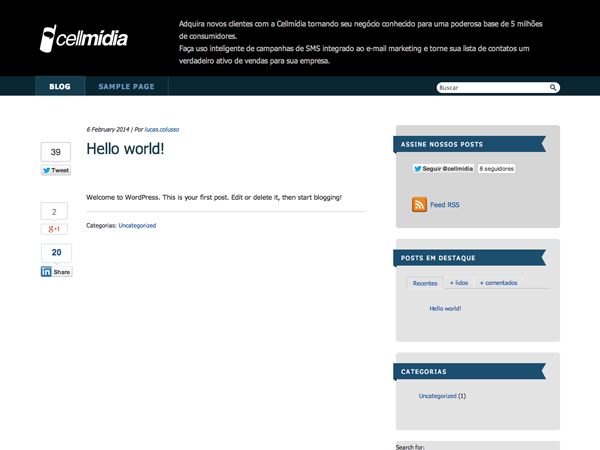 cellmídia
Adquira novos clientes com a Cellmídia tornando seu negócio conhecido para uma poderosa base de 5 milhões
de consumidores.
Faça uso inteligente de campanhas de SMS integrado ao e-mail marketing e torne sua lista de contatos um
verdadeiro ativo de vendas para sua empresa.
BLOG
SAMPLE PAGE
Buscar
6 February 2014 | Por lucas.colusso
Hello world!
39
Tweet
Welcome to WordPress. This is your first post. Edit or delete it, then start blogging!
2
g+1
Categorias: Uncategorized
20
in Share
ASSINE NOSSOS POSTS
Seguir @cellmidia
8 seguidores
Feed RSS
POSTS EM DESTAQUE
Recentes
+ lidos
+ comentados
Hello world!
CATEGORIAS
Uncategorized (1)
Search for: